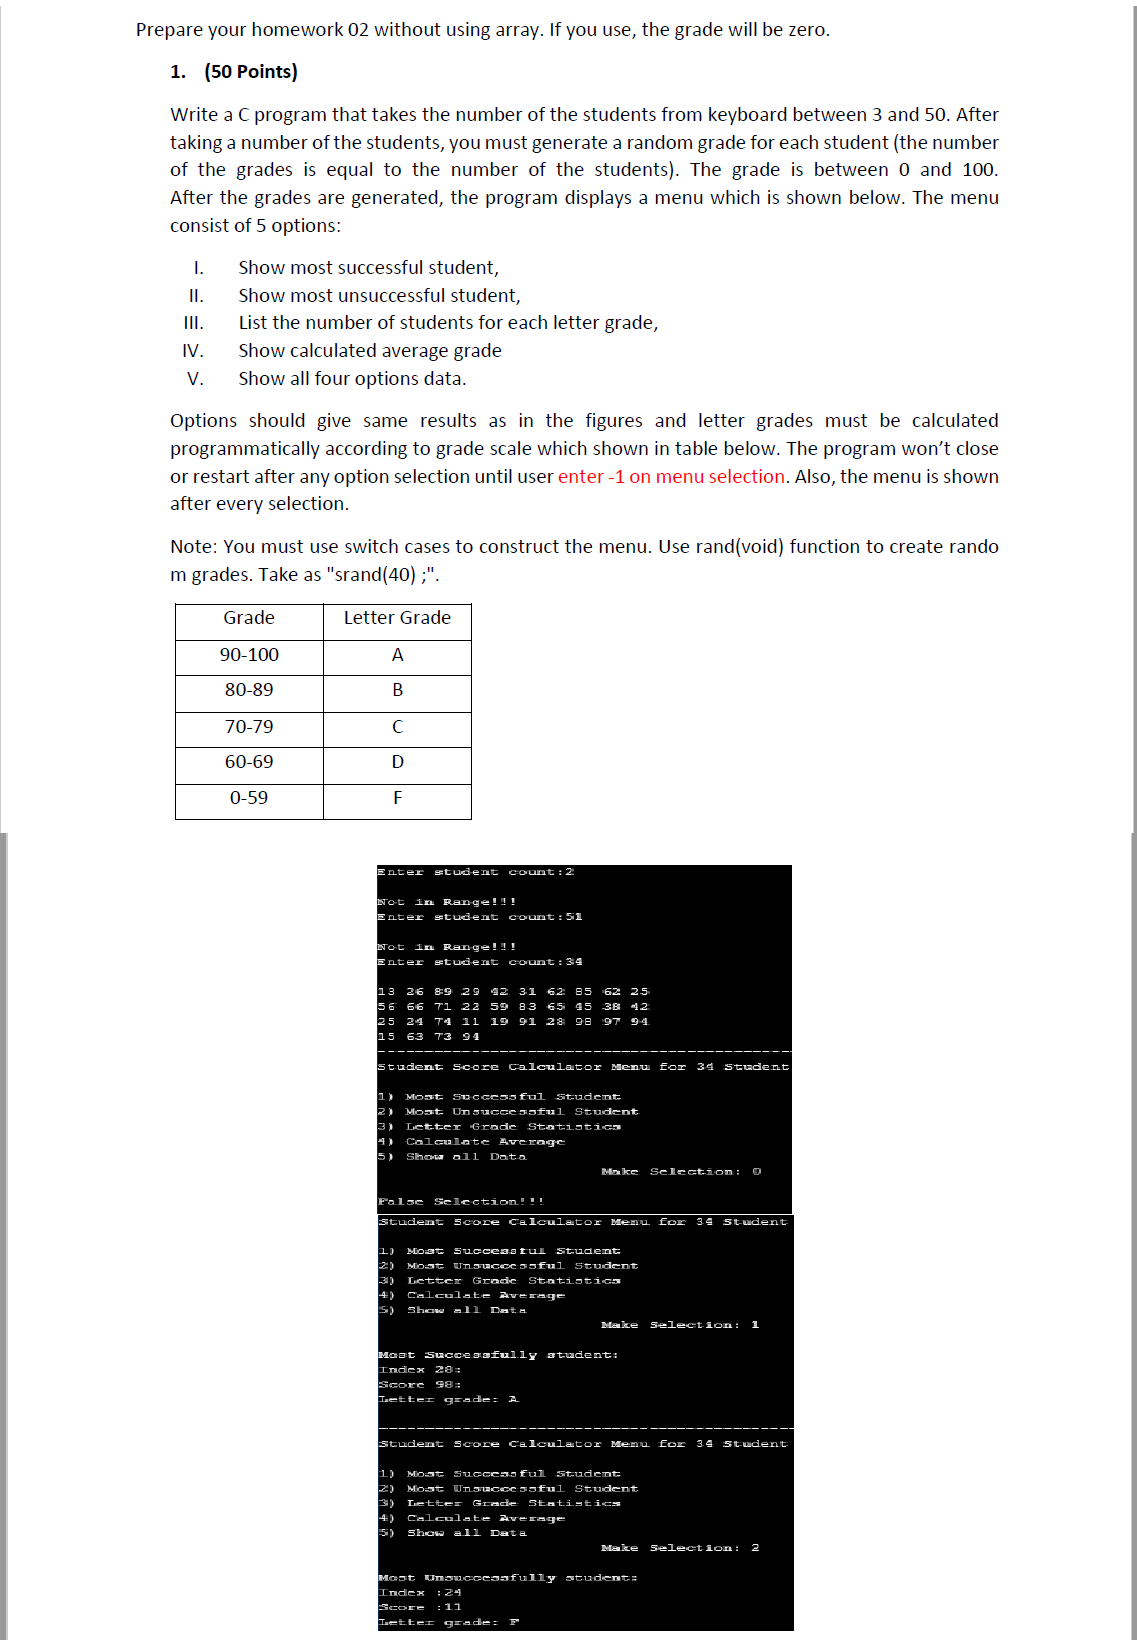 Prepare your homework 02 without using array. If you use, the grade will be zero.
1. (50 Points)
Write a C program that takes the number of the students from keyboard between 3 and 50. After
taking a number of the students, you must generate a random grade for each student (the number
of the grades is equal to the number of the students). The grade is between 0 and 100.
After the grades are generated, the program displays a menu which is shown below. The menu
consist of 5 options:
I. Show most successful student,
II. Show most unsuccessful student,
III. List the number of students for each letter grade,
IV. Show calculated average grade
V. Show all four options data.
Options should give same results as in the figures and letter grades must be calculated
programmatically according to grade scale which shown in table below. The program won't close
or restart after any option selection until user enter -1 on menu selection. Also, the menu is shown
after every selection.
Note: You must use switch cases to construct the menu. Use rand(void) function to create rando
m grades. Take as "srand(40) ;".
Grade Letter Grade
90-100 A
80-89 B
70-79 C
60-69 D
0-59 F
Enter student count:2
Not in Range!!!
Enter student count:51
Not in Range!!!
Enter student count:34
13 26 89 29 42 31 62 85 62 25
56 66 71 22 59 83 65 45 38 42
25 24 74 11 19 91 28 98 97 94
15 63 73 94
--------------------------------------------
Student Score Calculator Menu for 34 Student
1) Most Successful Student
2) Most Unsuccessful Student
3) Letter Grade Statistics
4) Calculate Average
5) Show all Data
Make Selection: 0
False Selection!!!
Student Score Calculator Menu for 34 Student
1) Most Successful Student
2) Most Unsuccessful Student
3) Letter Grade Statistics
4) Calculate Average
5) Show all Data
Make Selection: 1
Most Successfully student:
Index 28:
Score 98:
Letter grade: A
--------------------------------------------
Student Score Calculator Menu for 34 Student
1) Most Successful Student
2) Most Unsuccessful Student
3) Letter Grade Statistics
4) Calculate Average
5) Show all Data
Make Selection: 2
Most Unsuccessfully student:
Index :24
Score :11
Letter grade: F